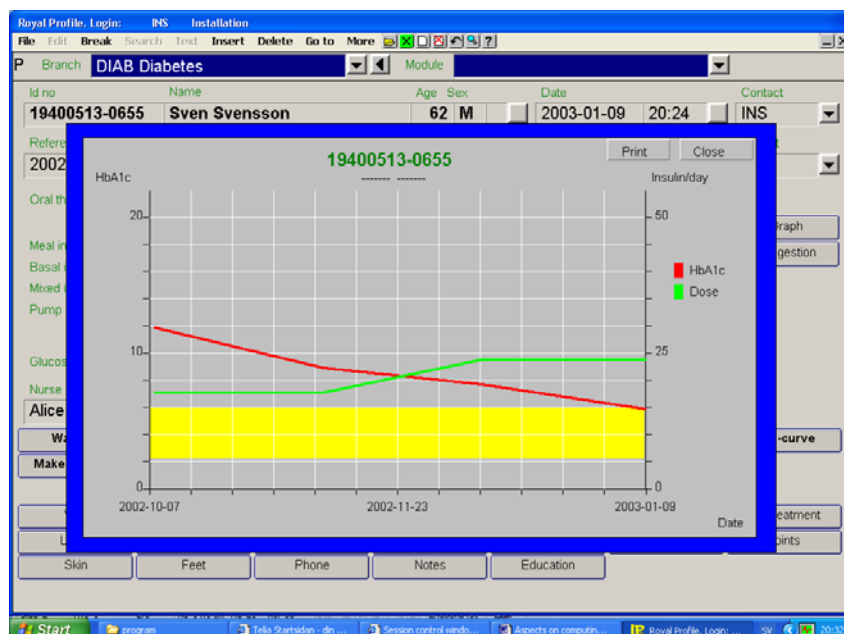 Royal Profile. Login: INS Installation
File Edit Break Search Text Insert Delete Go to More
P Branch DIAB Diabetes Module
Id no Name Age Sex Date Contact
19400513-0655 Sven Svensson 62 M 2003-01-09 20:24 INS
Refere
2002
19400513-0655
------- -------
Print Close
HbA1c Insulin/day
Oral th
20 50
Graph
Meal in
gestion
Basal i
HbA1c
Mixed i
Dose
Pump
10 25
Glucos
Nurse
Alice
-curve
Make
0 0
2002-10-07 2002-11-23 2003-01-09
Date
eatment
oints
Skin Feet Phone Notes Education
Start program Telia Startsidan - din ... Session control windo... Aspects on computin... Royal Profile. Login: ... SV 20:32